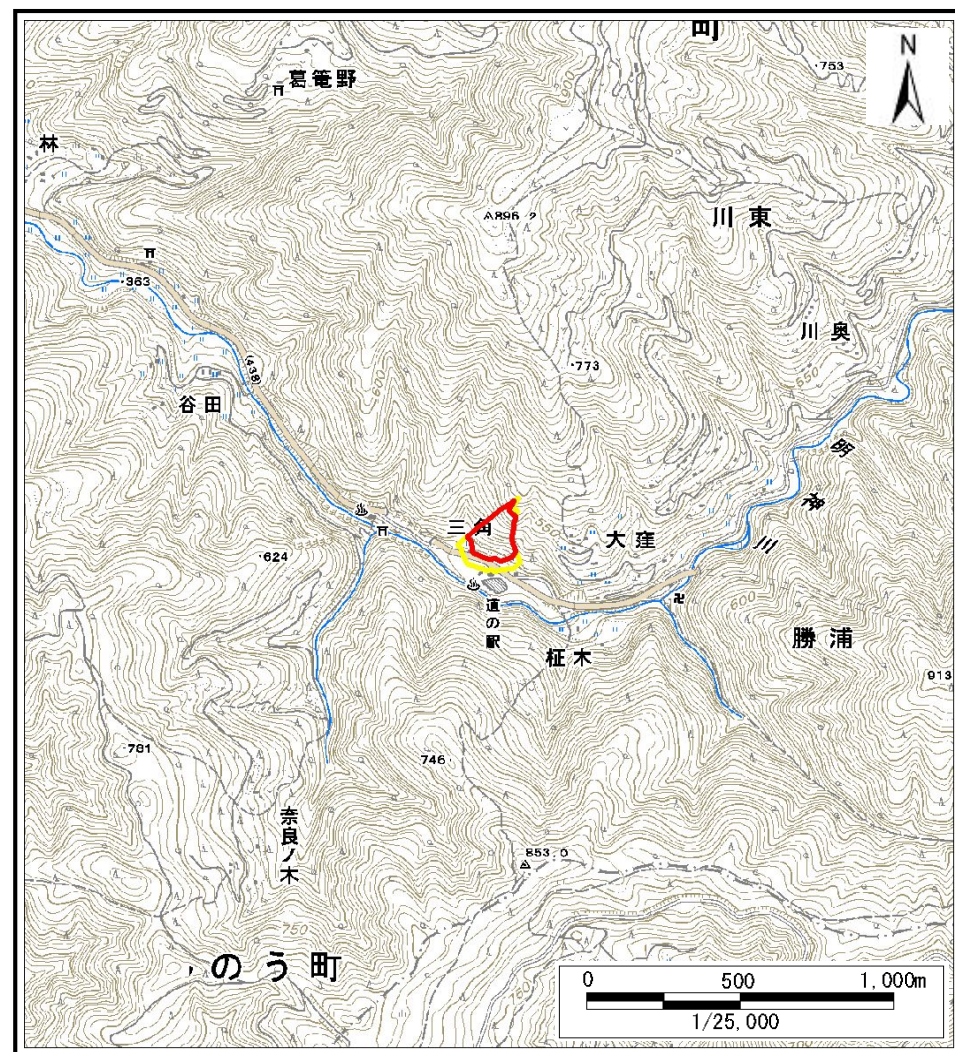 町
N
葛篭野
753
林
896.2
川東
363
773
川奥
650
600
(438)
谷田
明神川
三角
550
大窪
624
道の駅
600
勝浦
柾木
913
781
746
奈良ノ木
853.0
750
のう町
0 500 1,000m
1/25,000